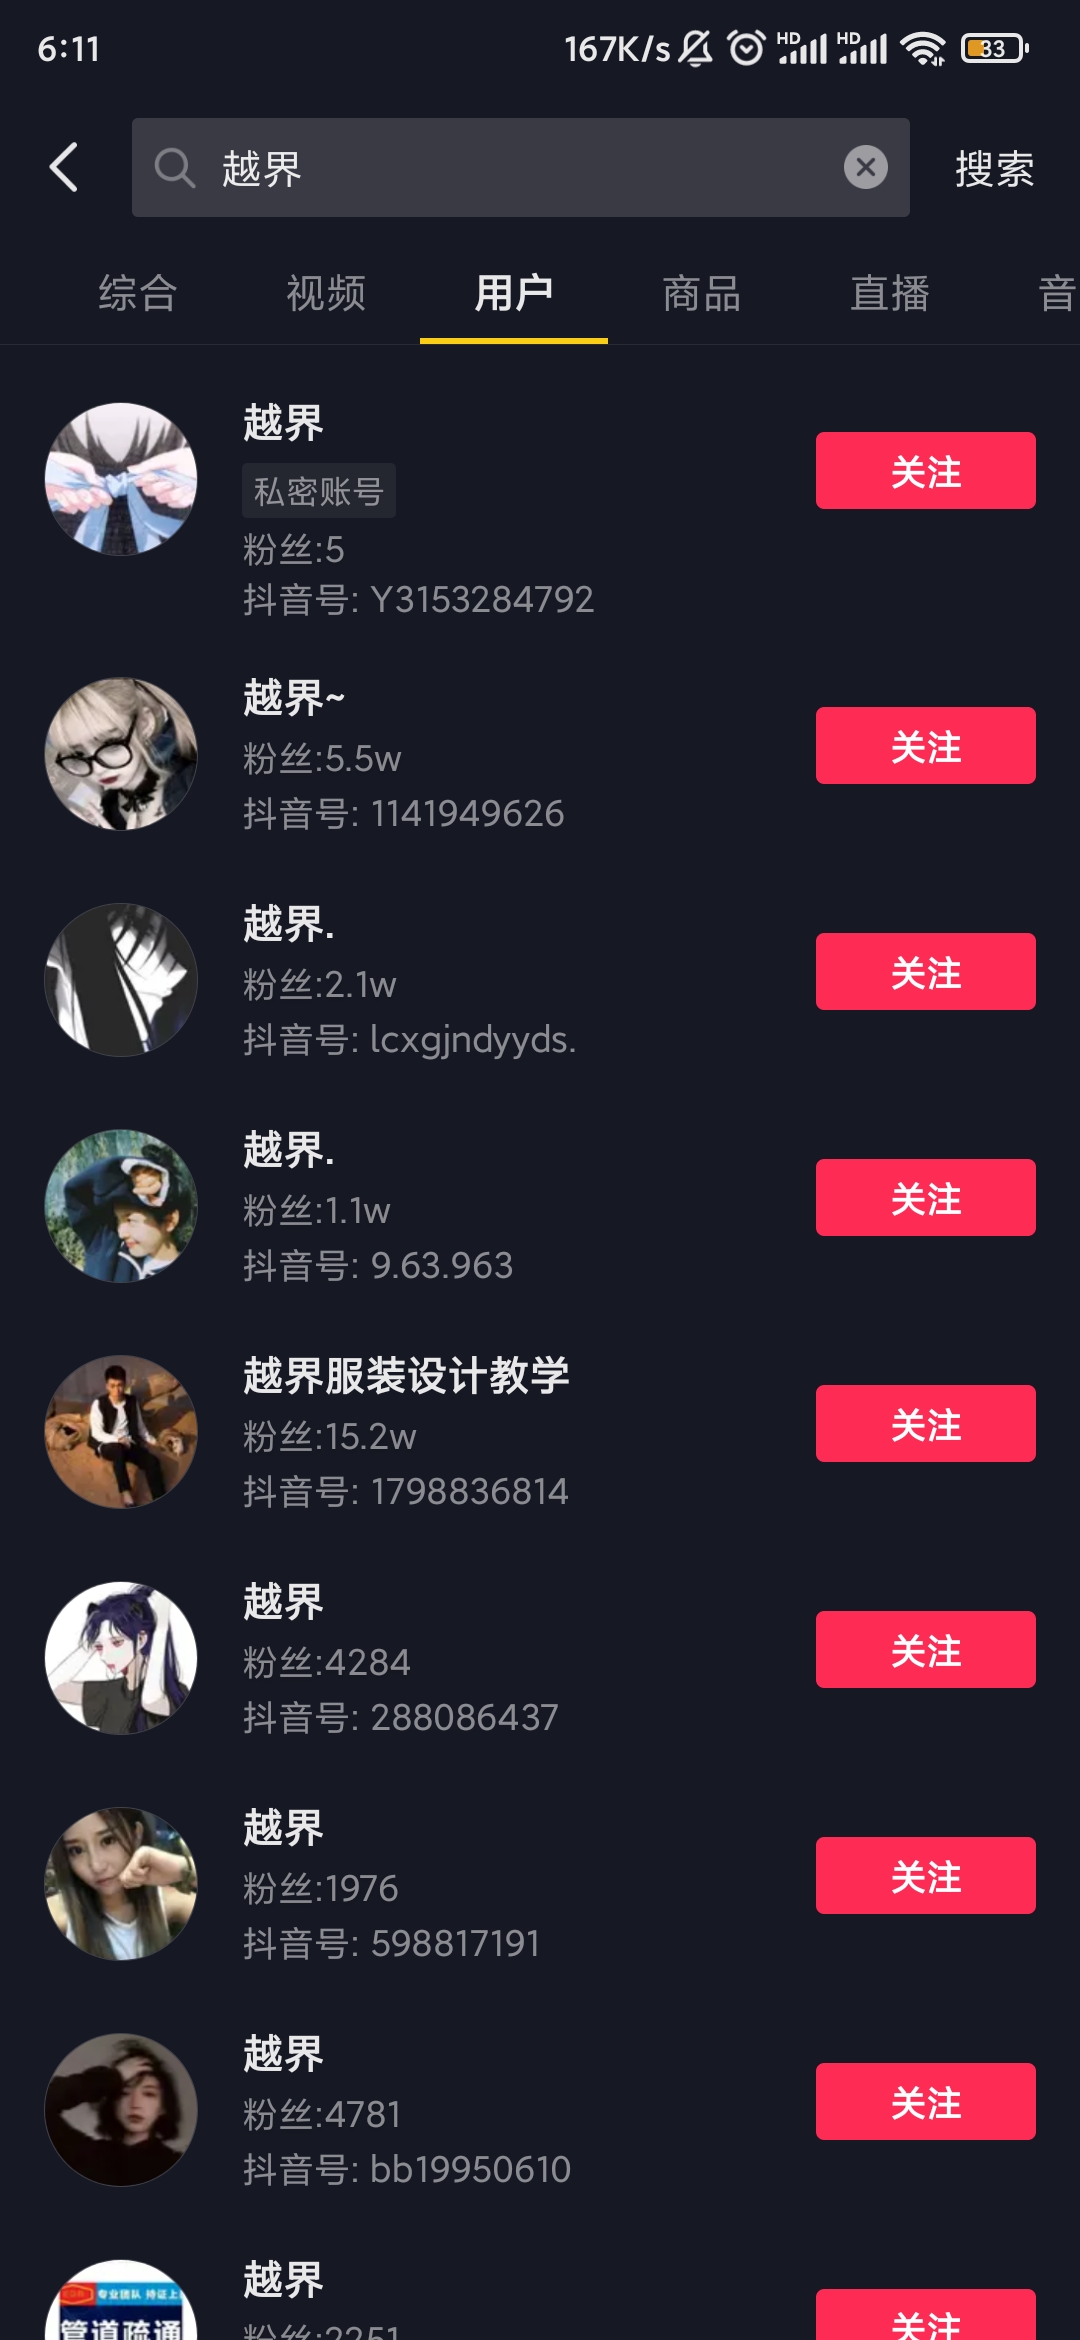 6:11 167K/s HD HD 33
越界 搜索
综合 视频 用户 商品 直播 音
越界
私密账号
关注
粉丝:5
抖音号: Y3153284792
越界~
粉丝:5.5w
关注
抖音号: 1141949626
越界.
粉丝:2.1w
关注
抖音号: lcxgjndyyds.
越界.
粉丝:1.1w
关注
抖音号: 9.63.963
越界服装设计教学
粉丝:15.2w
关注
抖音号: 1798836814
越界
粉丝:4284
关注
抖音号: 288086437
越界
粉丝:1976
关注
抖音号: 598817191
越界
粉丝:4781
关注
抖音号: bb19950610
越界
专业团队 持证上
管道疏通
粉丝:2251
关注